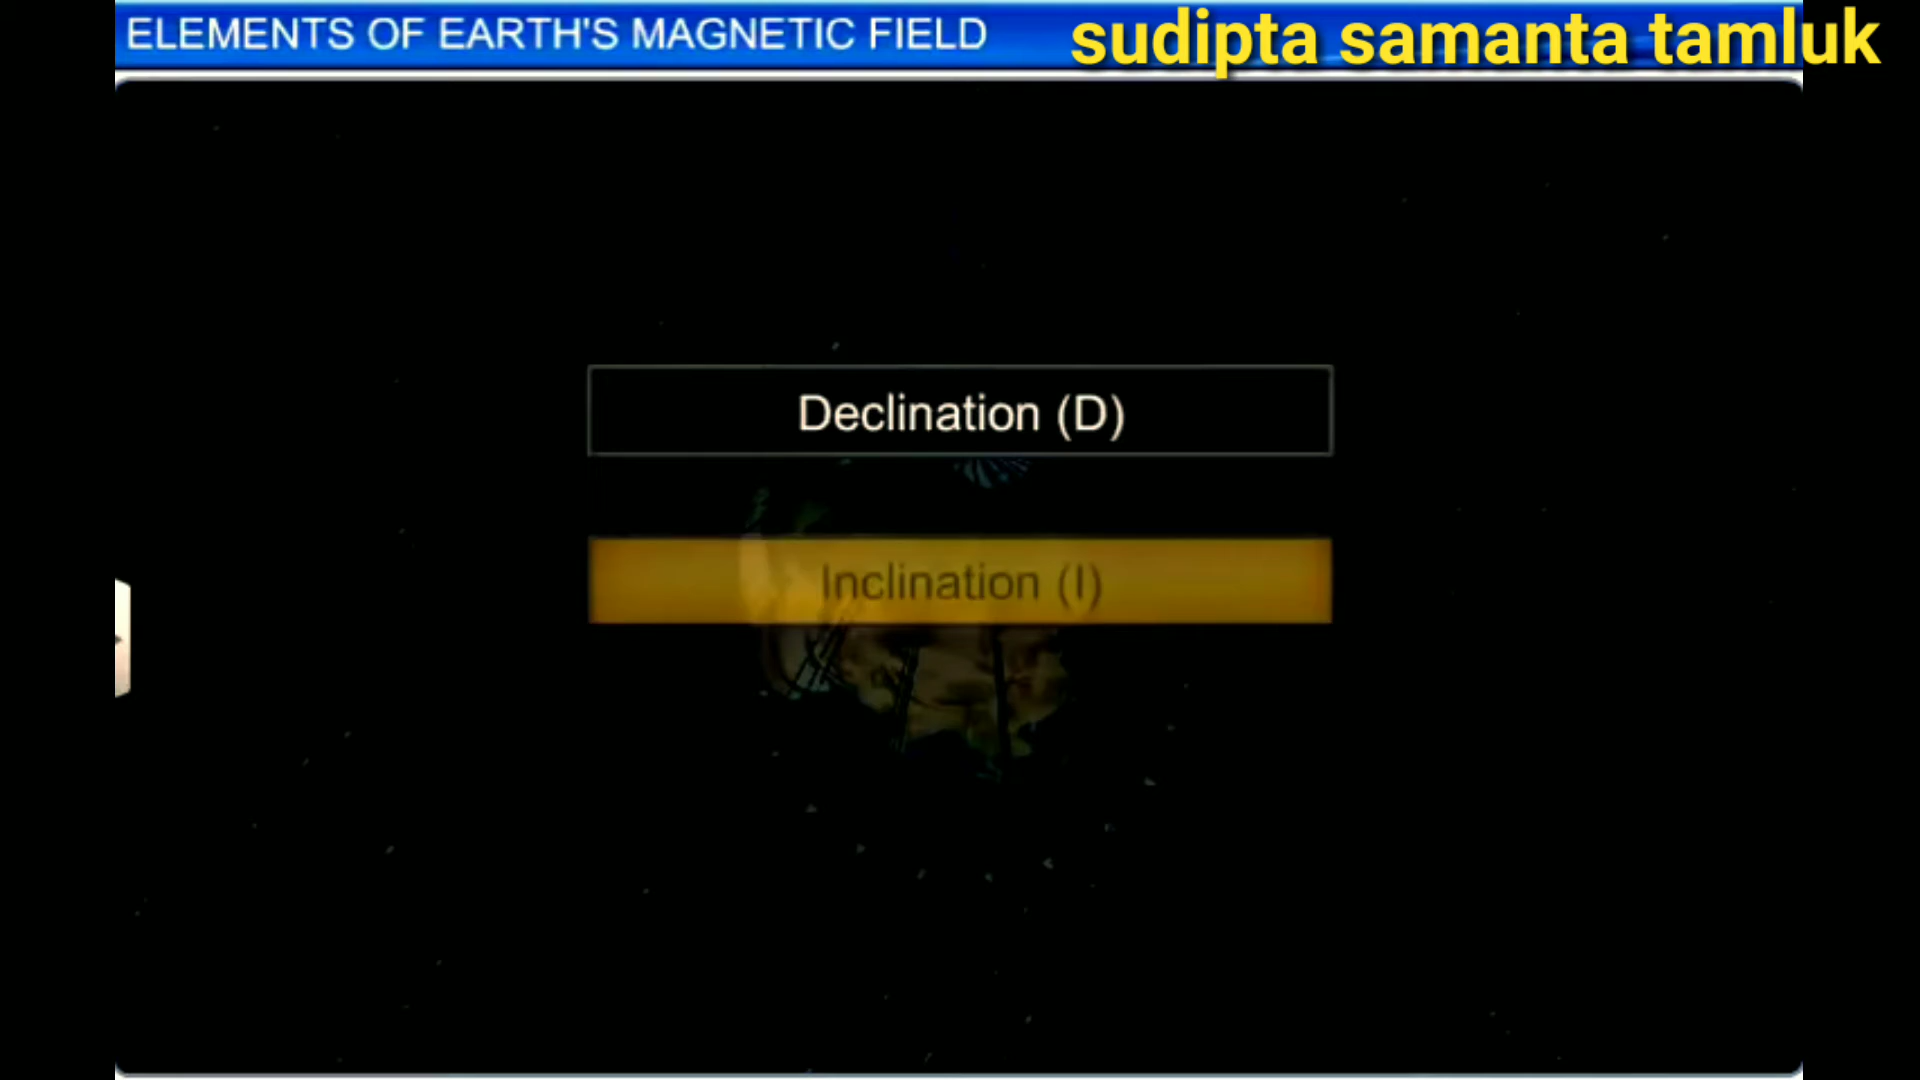 ELEMENTS OF EARTH'S MAGNETIC FIELD
sudipta samanta tamluk
Declination (D)
Inclination (I)